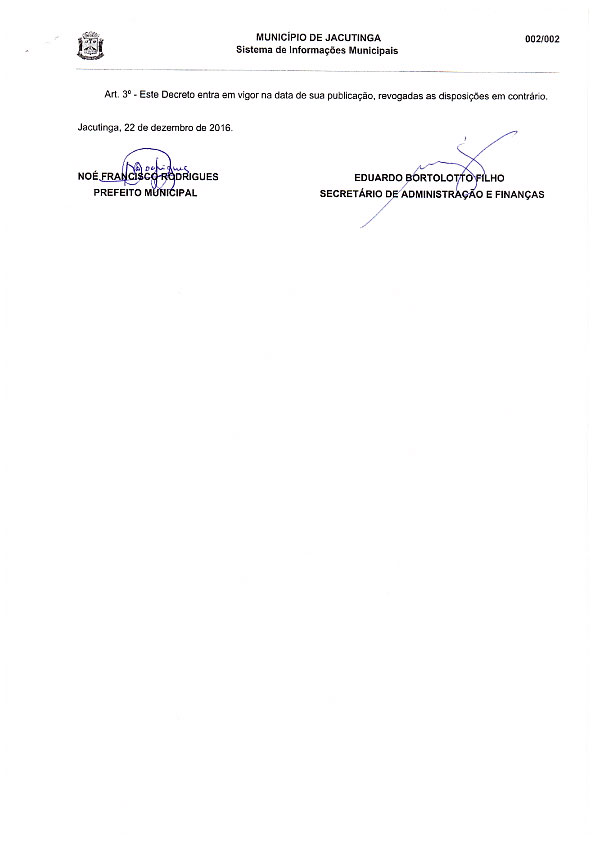 MUNICÍPIO DE JACUTINGA
Sistema de Informações Municipais
002/002
Art. 3º - Este Decreto entra em vigor na data de sua publicação, revogadas as disposições em contrário.
Jacutinga, 22 de dezembro de 2016.
Rodrigues
NOÉ FRANCISCO RODRIGUES
PREFEITO MUNICIPAL
EDUARDO BORTOLOTTO FILHO
SECRETÁRIO DE ADMINISTRAÇÃO E FINANÇAS